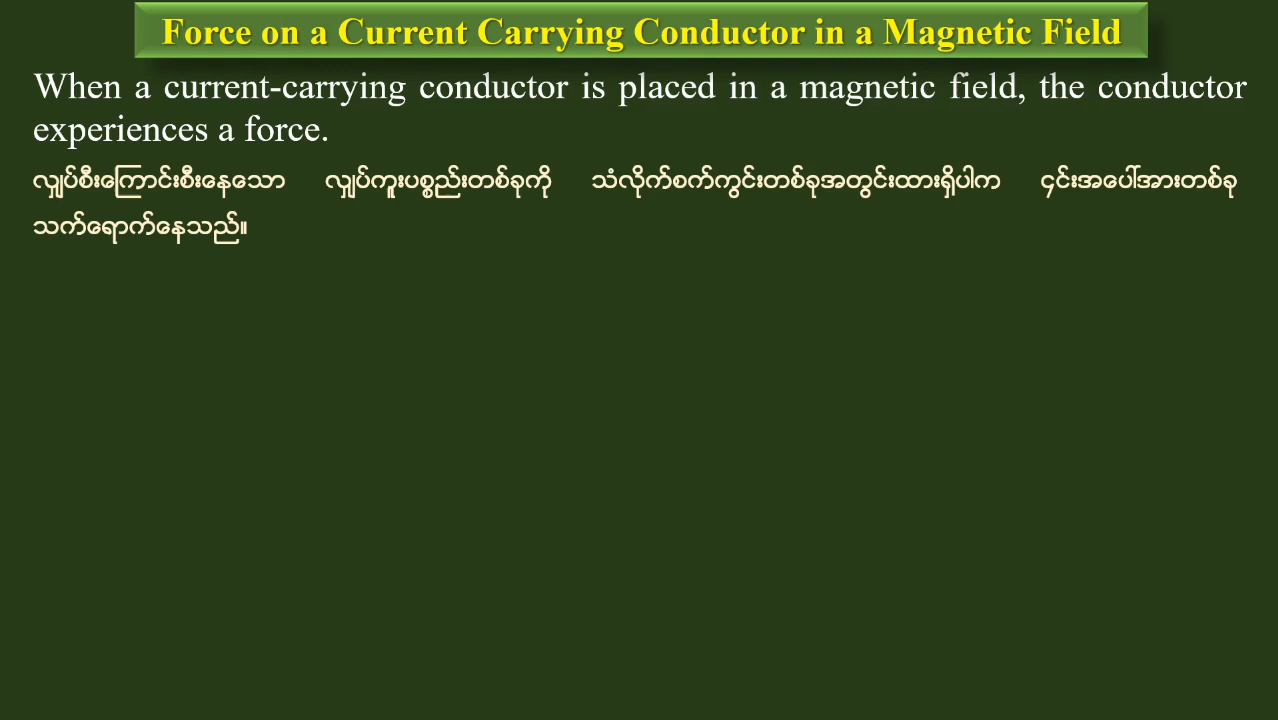 Force on a Current Carrying Conductor in a Magnetic Field
When a current-carrying conductor is placed in a magnetic field, the conductor
experiences a force.
လျှပ်စီးကြောင်းစီးနေသော လျှပ်ကူးပစ္စည်းတစ်ခုကို သံလိုက်စက်ကွင်းတစ်ခုအတွင်းထားရှိပါက ၄င်းအပေါ်အားတစ်ခု
သက်ရောက်နေသည်။